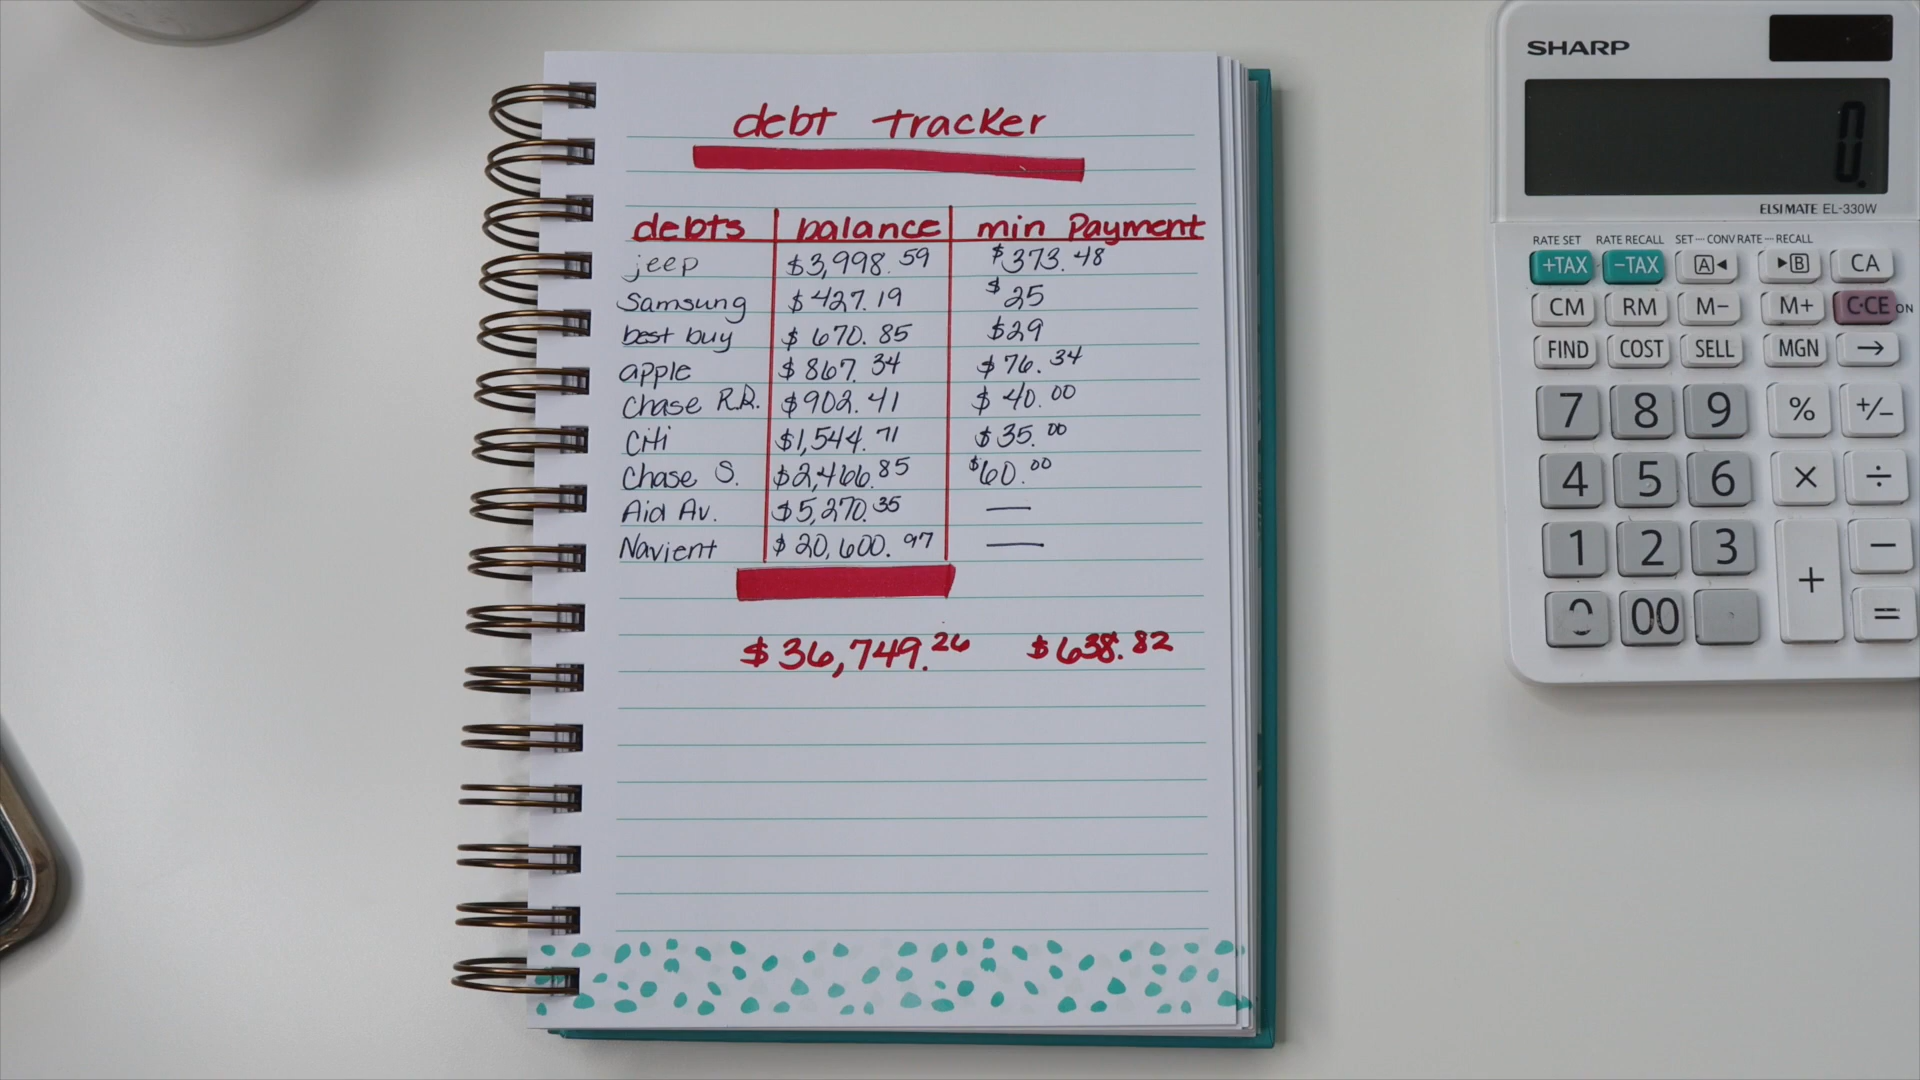 debt tracker
debts balance min Payment
jeep $3,998.59 $373.48
Samsung $427.19 $25
best buy $670.85 $29
apple $867.34 $76.34
Chase R.R. $902.41 $40.00
Citi $1,544.71 $35.00
Chase S. $2,466.85 $60.00
Aid Av. $5,270.35 —
Navient $20,600.97 —
$36,749.26 $638.82
SHARP
0.
ELSI MATE EL-330W
RATE SET RATE RECALL SET CONV RATE RECALL
+TAX -TAX A◀ ▶B CA
CM RM M- M+ C·CE ON
FIND COST SELL MGN →
7 8 9 % +/-
4 5 6 × ÷
1 2 3 + −
0 00 =